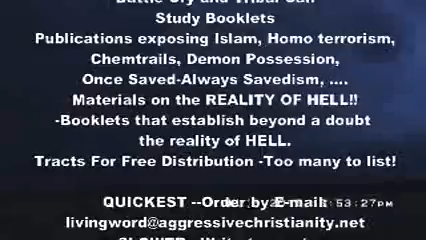 Battle Cry and Tribal Call
Study Booklets
Publications exposing Islam, Homo terrorism,
Chemtrails, Demon Possession,
Once Saved-Always Savedism, ....
Materials on the REALITY OF HELL!!
-Booklets that establish beyond a doubt
the reality of HELL.
Tracts For Free Distribution -Too many to list!
QUICKEST --Order by E-mail:
:53:27PM
livingword@aggressivechristianity.net